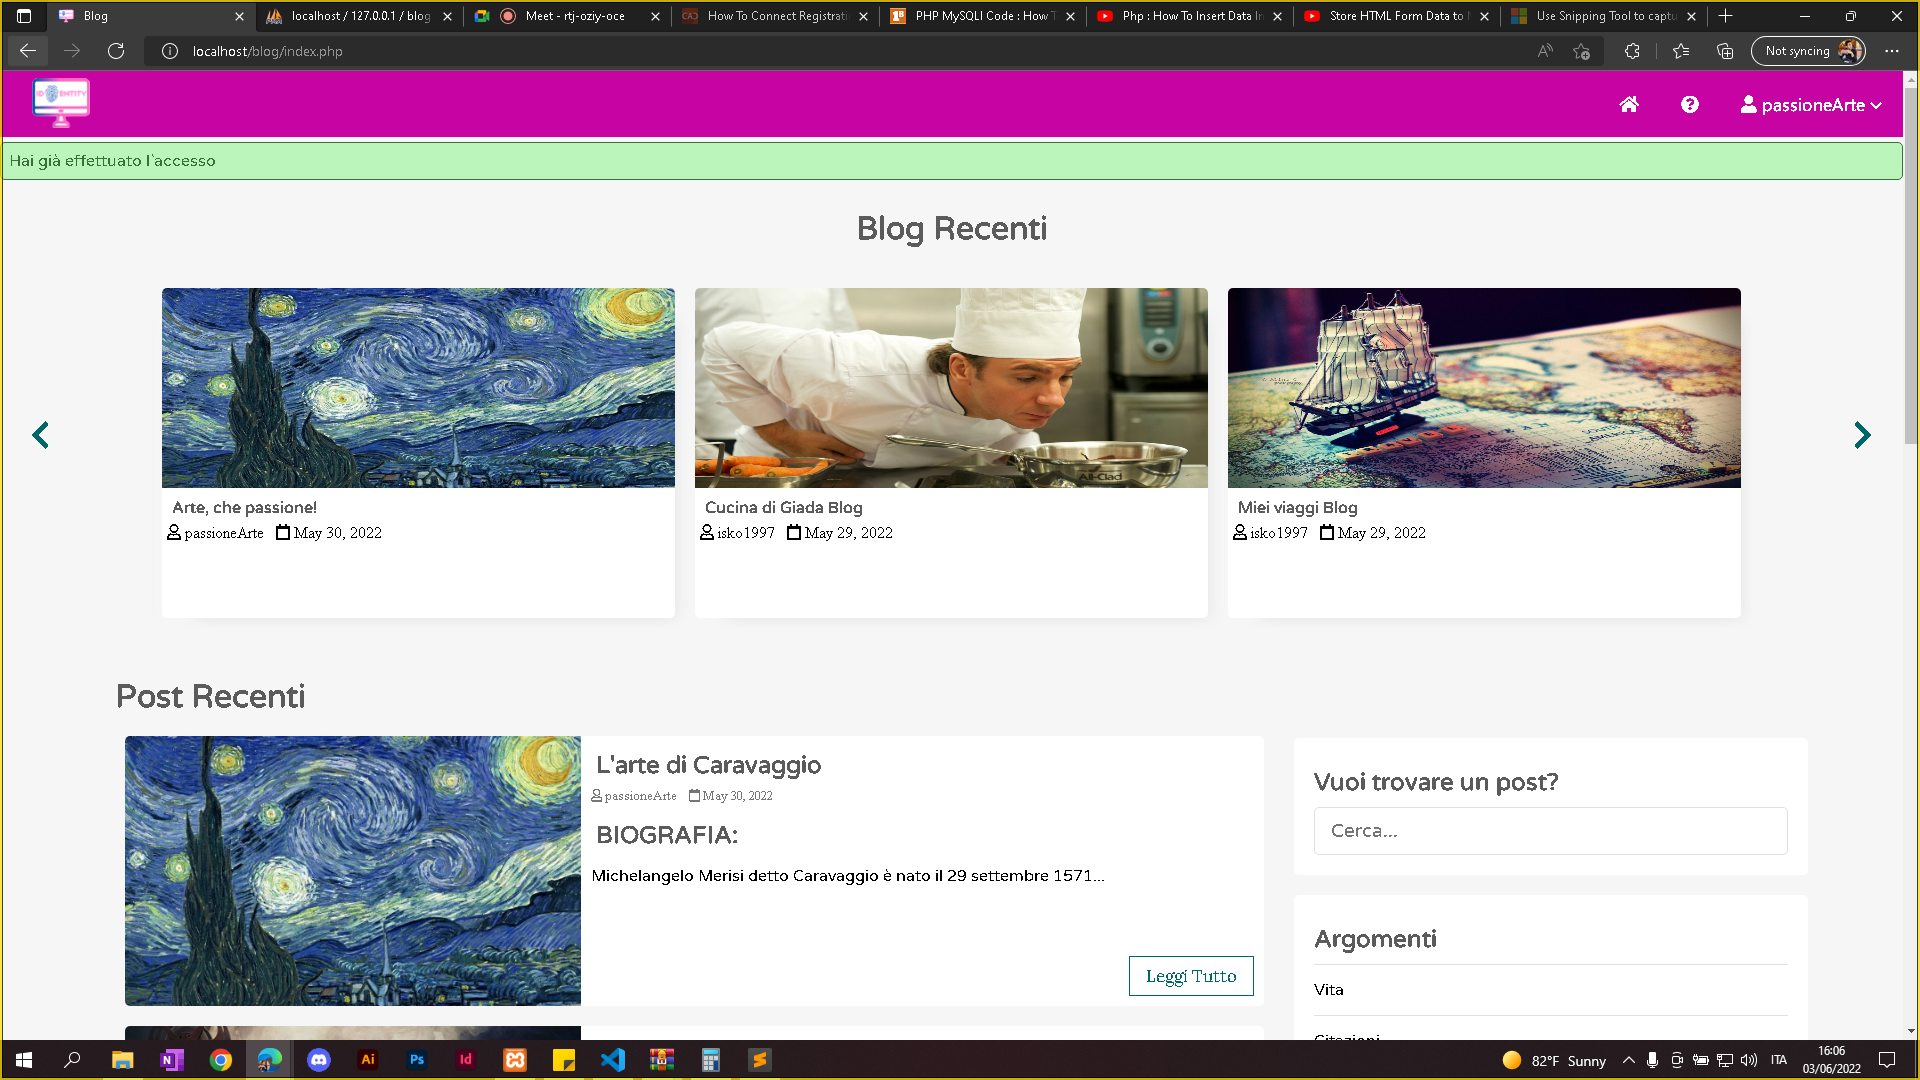 Blog
localhost / 127.0.0.1 / blog
Meet - rtj-oziy-oce
How To Connect Registrati
PHP MySQLi Code : How T
Php : How To Insert Data In
Store HTML Form Data to
Use Snipping Tool to captu
localhost/blog/index.php
Not syncing
ID ENTITY
passioneArte
Hai già effettuato l'accesso
Blog Recenti
All-Clad
Arte, che passione!
passioneArte May 30, 2022
Cucina di Giada Blog
isko1997 May 29, 2022
Miei viaggi Blog
isko1997 May 29, 2022
Post Recenti
L'arte di Caravaggio
passioneArte May 30, 2022
BIOGRAFIA:
Michelangelo Merisi detto Caravaggio è nato il 29 settembre 1571...
Leggi Tutto
Vuoi trovare un post?
Cerca...
Argomenti
Vita
Citazioni
82°F Sunny
ITA
16:06
03/06/2022